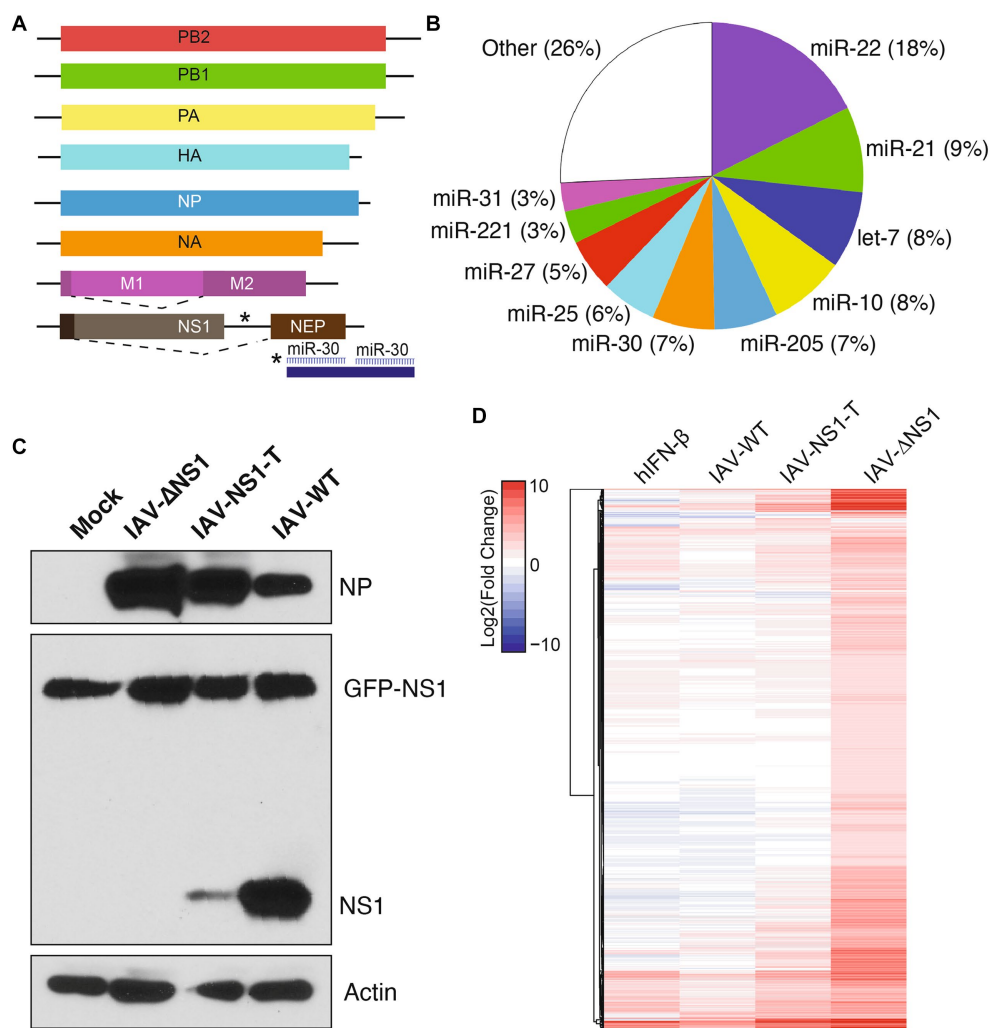 A
PB2
PB1
PA
HA
NP
NA
M1 M2
NS1 * NEP
* miR-30 miR-30
B
Other (26%)
miR-22 (18%)
miR-21 (9%)
let-7 (8%)
miR-10 (8%)
miR-205 (7%)
miR-30 (7%)
miR-25 (6%)
miR-27 (5%)
miR-221 (3%)
miR-31 (3%)
C
Mock IAV-ΔNS1 IAV-NS1-T IAV-WT
NP
GFP-NS1
NS1
Actin
D
hIFN-β IAV-WT IAV-NS1-T IAV-ΔNS1
Log2(Fold Change)
10
0
−10